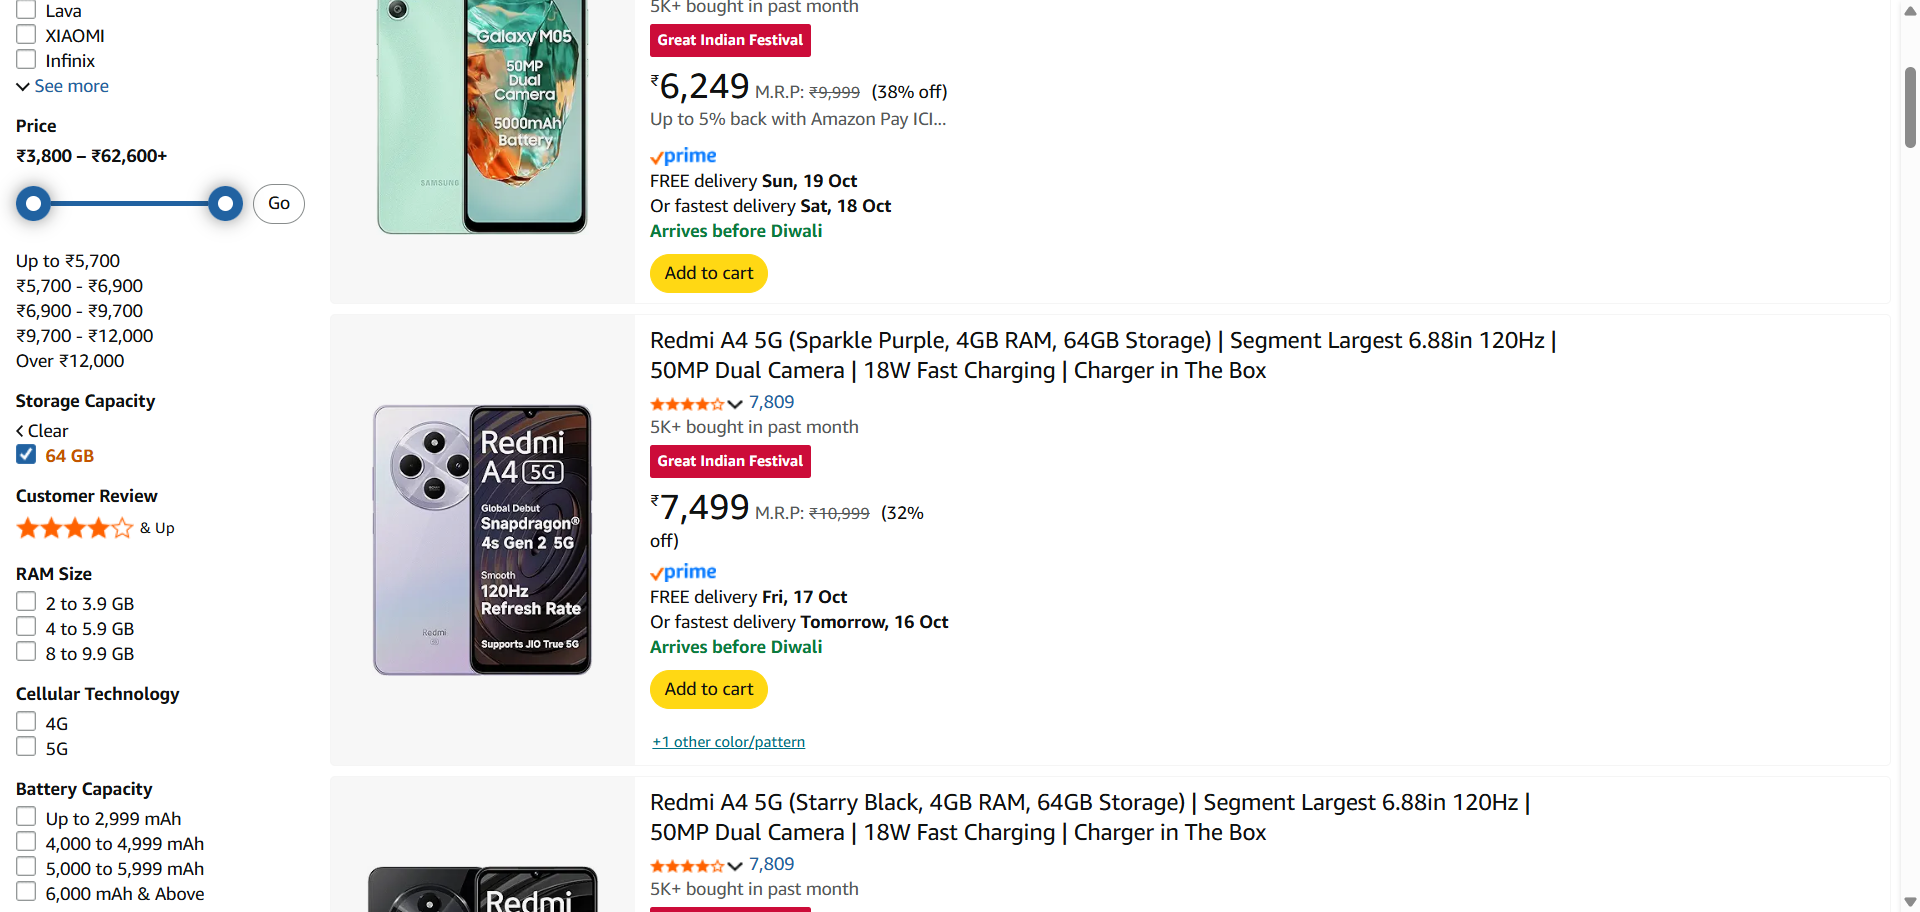 Lava
XIAOMI
Infinix
See more
Price
₹3,800 – ₹62,600+
Go
Up to ₹5,700
₹5,700 - ₹6,900
₹6,900 - ₹9,700
₹9,700 - ₹12,000
Over ₹12,000
Storage Capacity
Clear
64 GB
Customer Review
& Up
RAM Size
2 to 3.9 GB
4 to 5.9 GB
8 to 9.9 GB
Cellular Technology
4G
5G
Battery Capacity
Up to 2,999 mAh
4,000 to 4,999 mAh
5,000 to 5,999 mAh
6,000 mAh & Above
Galaxy M05
50MP
Dual
Camera
5000mAh
Battery
SAMSUNG
5K+ bought in past month
Great Indian Festival
₹6,249 M.R.P: ₹9,999 (38% off)
Up to 5% back with Amazon Pay ICI...
prime
FREE delivery Sun, 19 Oct
Or fastest delivery Sat, 18 Oct
Arrives before Diwali
Add to cart
Redmi
A4 5G
Global Debut
Snapdragon®
4s Gen 2 5G
Smooth
120Hz
Refresh Rate
Supports JIO True 5G
Redmi
5G
Redmi A4 5G (Sparkle Purple, 4GB RAM, 64GB Storage) | Segment Largest 6.88in 120Hz |
50MP Dual Camera | 18W Fast Charging | Charger in The Box
7,809
5K+ bought in past month
Great Indian Festival
₹7,499 M.R.P: ₹10,999 (32%
off)
prime
FREE delivery Fri, 17 Oct
Or fastest delivery Tomorrow, 16 Oct
Arrives before Diwali
Add to cart
+1 other color/pattern
Redmi
Redmi A4 5G (Starry Black, 4GB RAM, 64GB Storage) | Segment Largest 6.88in 120Hz |
50MP Dual Camera | 18W Fast Charging | Charger in The Box
7,809
5K+ bought in past month